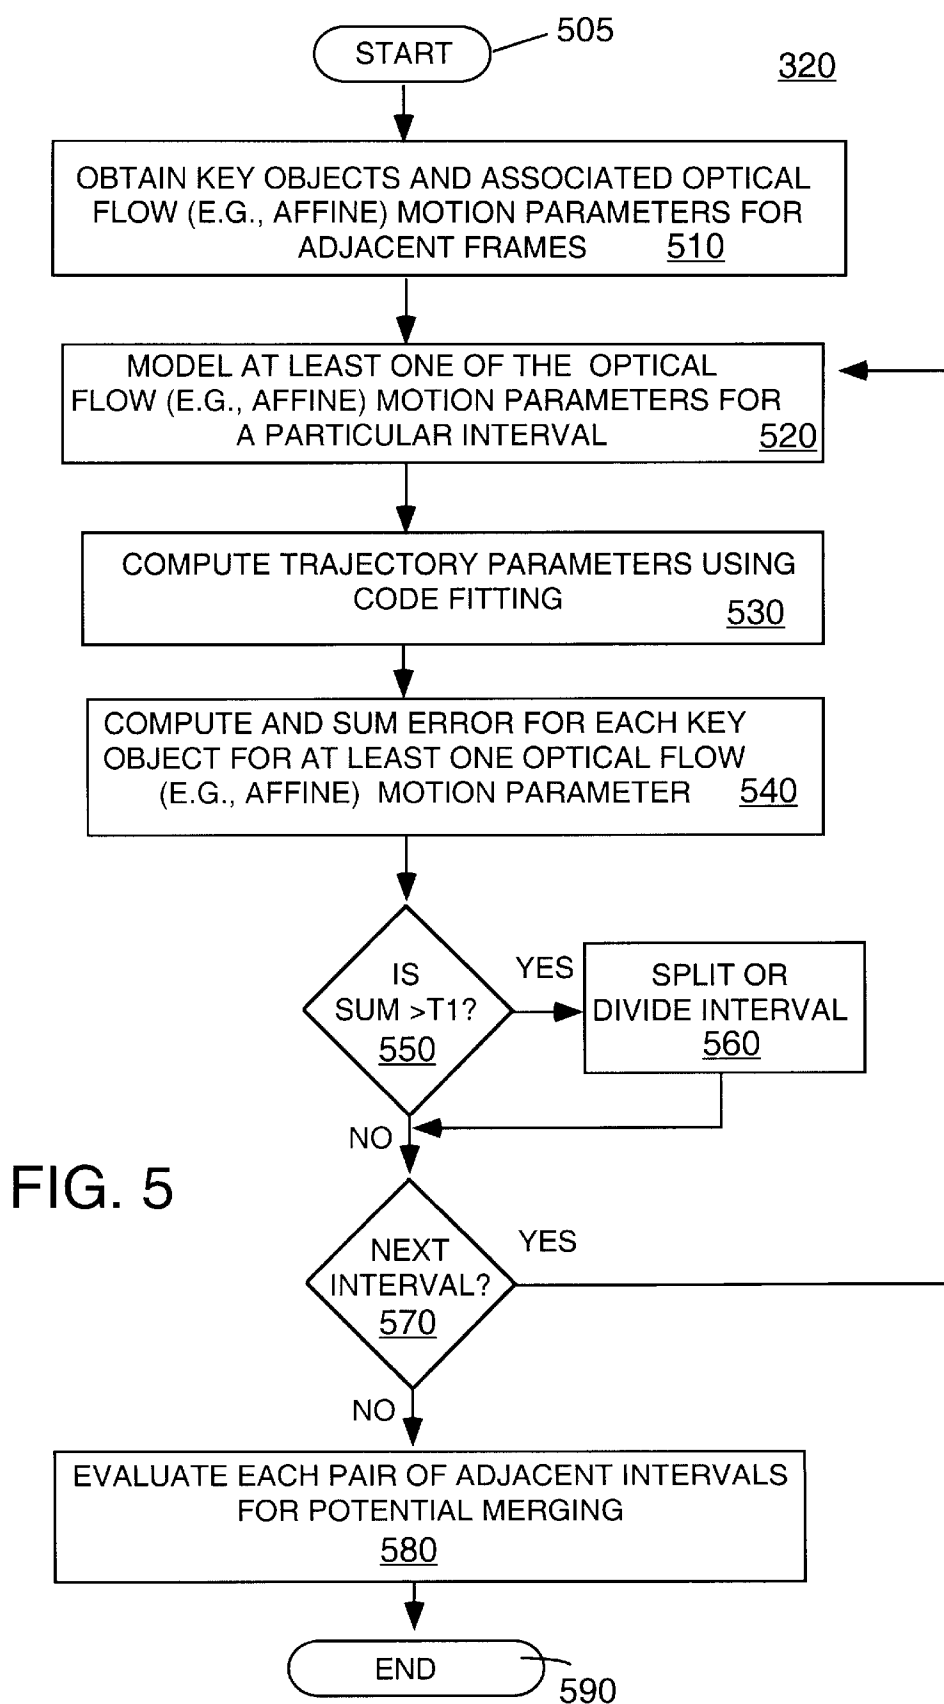 START
505
320
OBTAIN KEY OBJECTS AND ASSOCIATED OPTICAL
FLOW (E.G., AFFINE) MOTION PARAMETERS FOR
ADJACENT FRAMES 510
MODEL AT LEAST ONE OF THE OPTICAL
FLOW (E.G., AFFINE) MOTION PARAMETERS FOR
A PARTICULAR INTERVAL 520
COMPUTE TRAJECTORY PARAMETERS USING
CODE FITTING 530
COMPUTE AND SUM ERROR FOR EACH KEY
OBJECT FOR AT LEAST ONE OPTICAL FLOW
(E.G., AFFINE) MOTION PARAMETER 540
IS
SUM >T1?
550
YES
SPLIT OR
DIVIDE INTERVAL
560
NO
FIG. 5
NEXT
INTERVAL?
570
YES
NO
EVALUATE EACH PAIR OF ADJACENT INTERVALS
FOR POTENTIAL MERGING
580
END
590